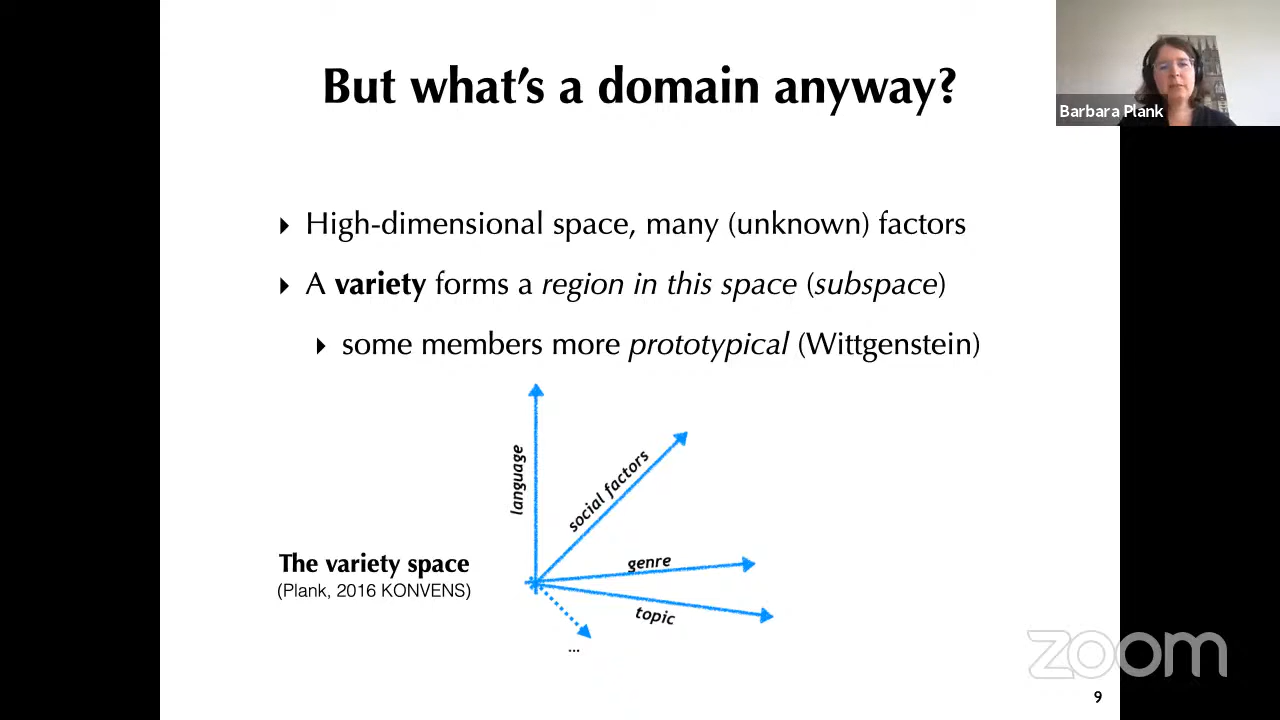 But what's a domain anyway?
Barbara Plank
‣ High-dimensional space, many (unknown) factors
‣ A variety forms a region in this space (subspace)
‣ some members more prototypical (Wittgenstein)
language
social factors
genre
topic
...
The variety space
(Plank, 2016 KONVENS)
zoom
9